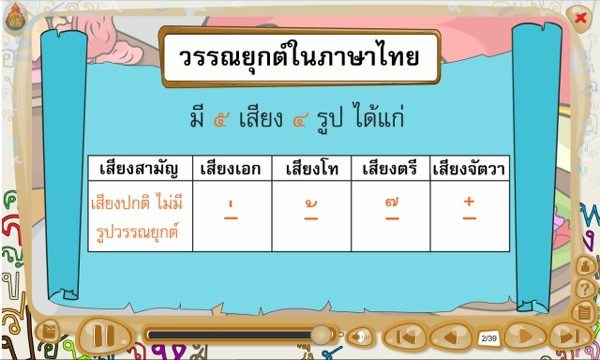 วรรณยุกต์ในภาษาไทย
มี ๕ เสียง ๔ รูป ได้แก่
เสียงสามัญ เสียงเอก เสียงโท เสียงตรี เสียงจัตวา
เสียงปกติ ไม่มี
รูปวรรณยุกต์ -่ -้ -๊ -๋
2/39